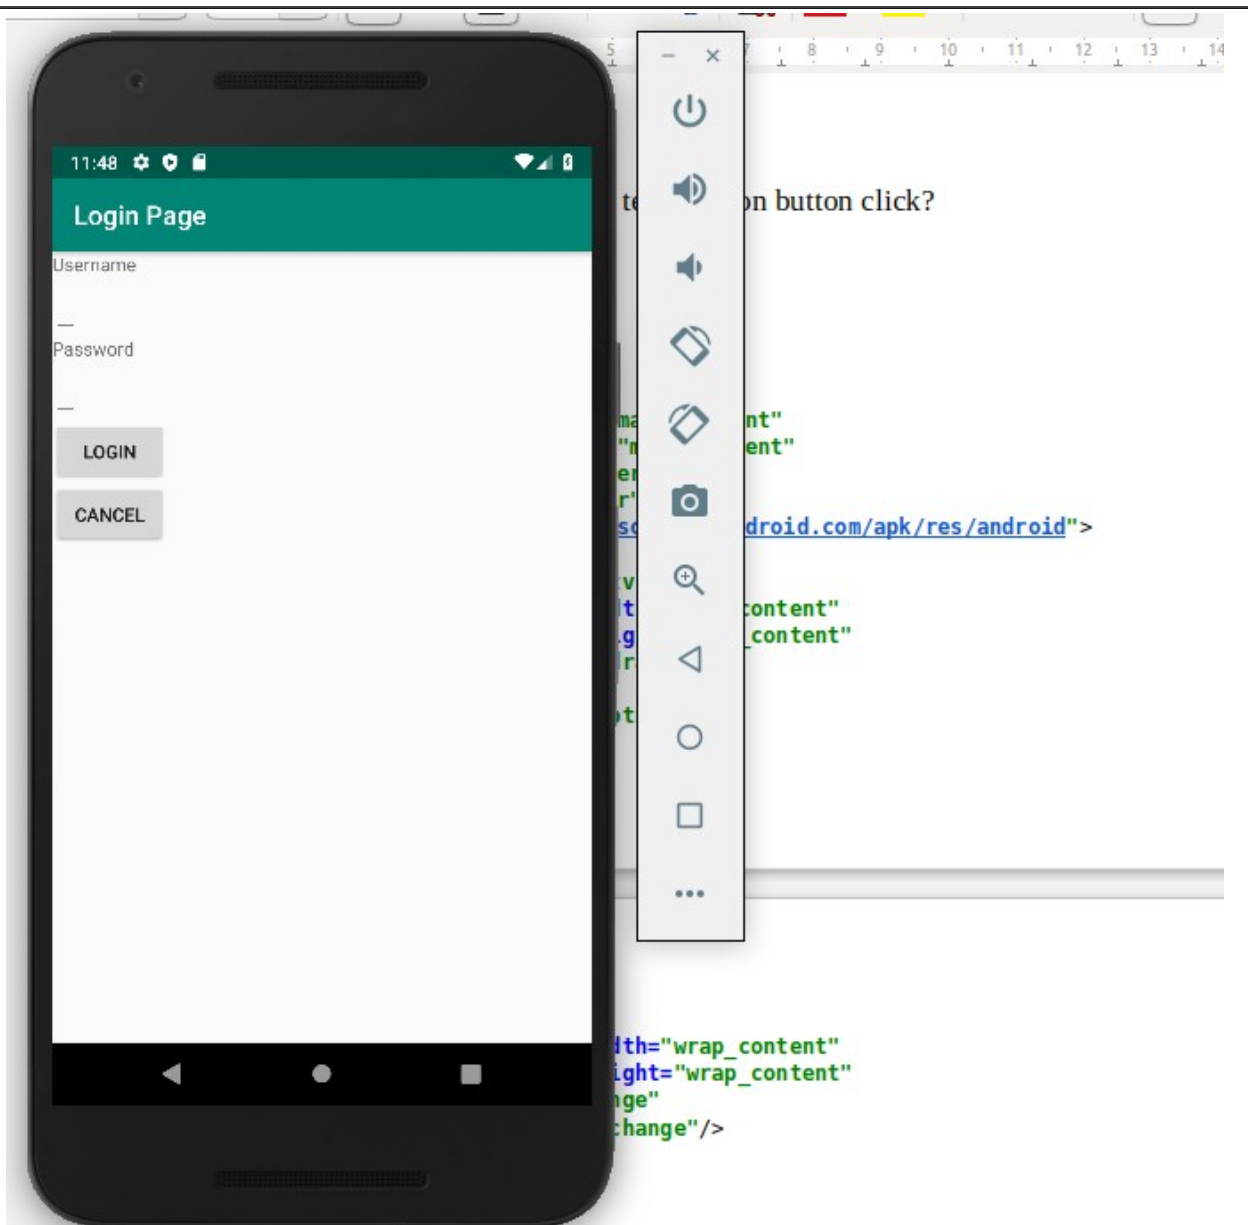 5 7 8 9 10 11 12 13 14
11:48
Login Page
on button click?
Username
Password
LOGIN
CANCEL
nt"
ent"
droid.com/apk/res/android">
content"
_content"
dth="wrap_content"
ight="wrap_content"
nge"
change"/>